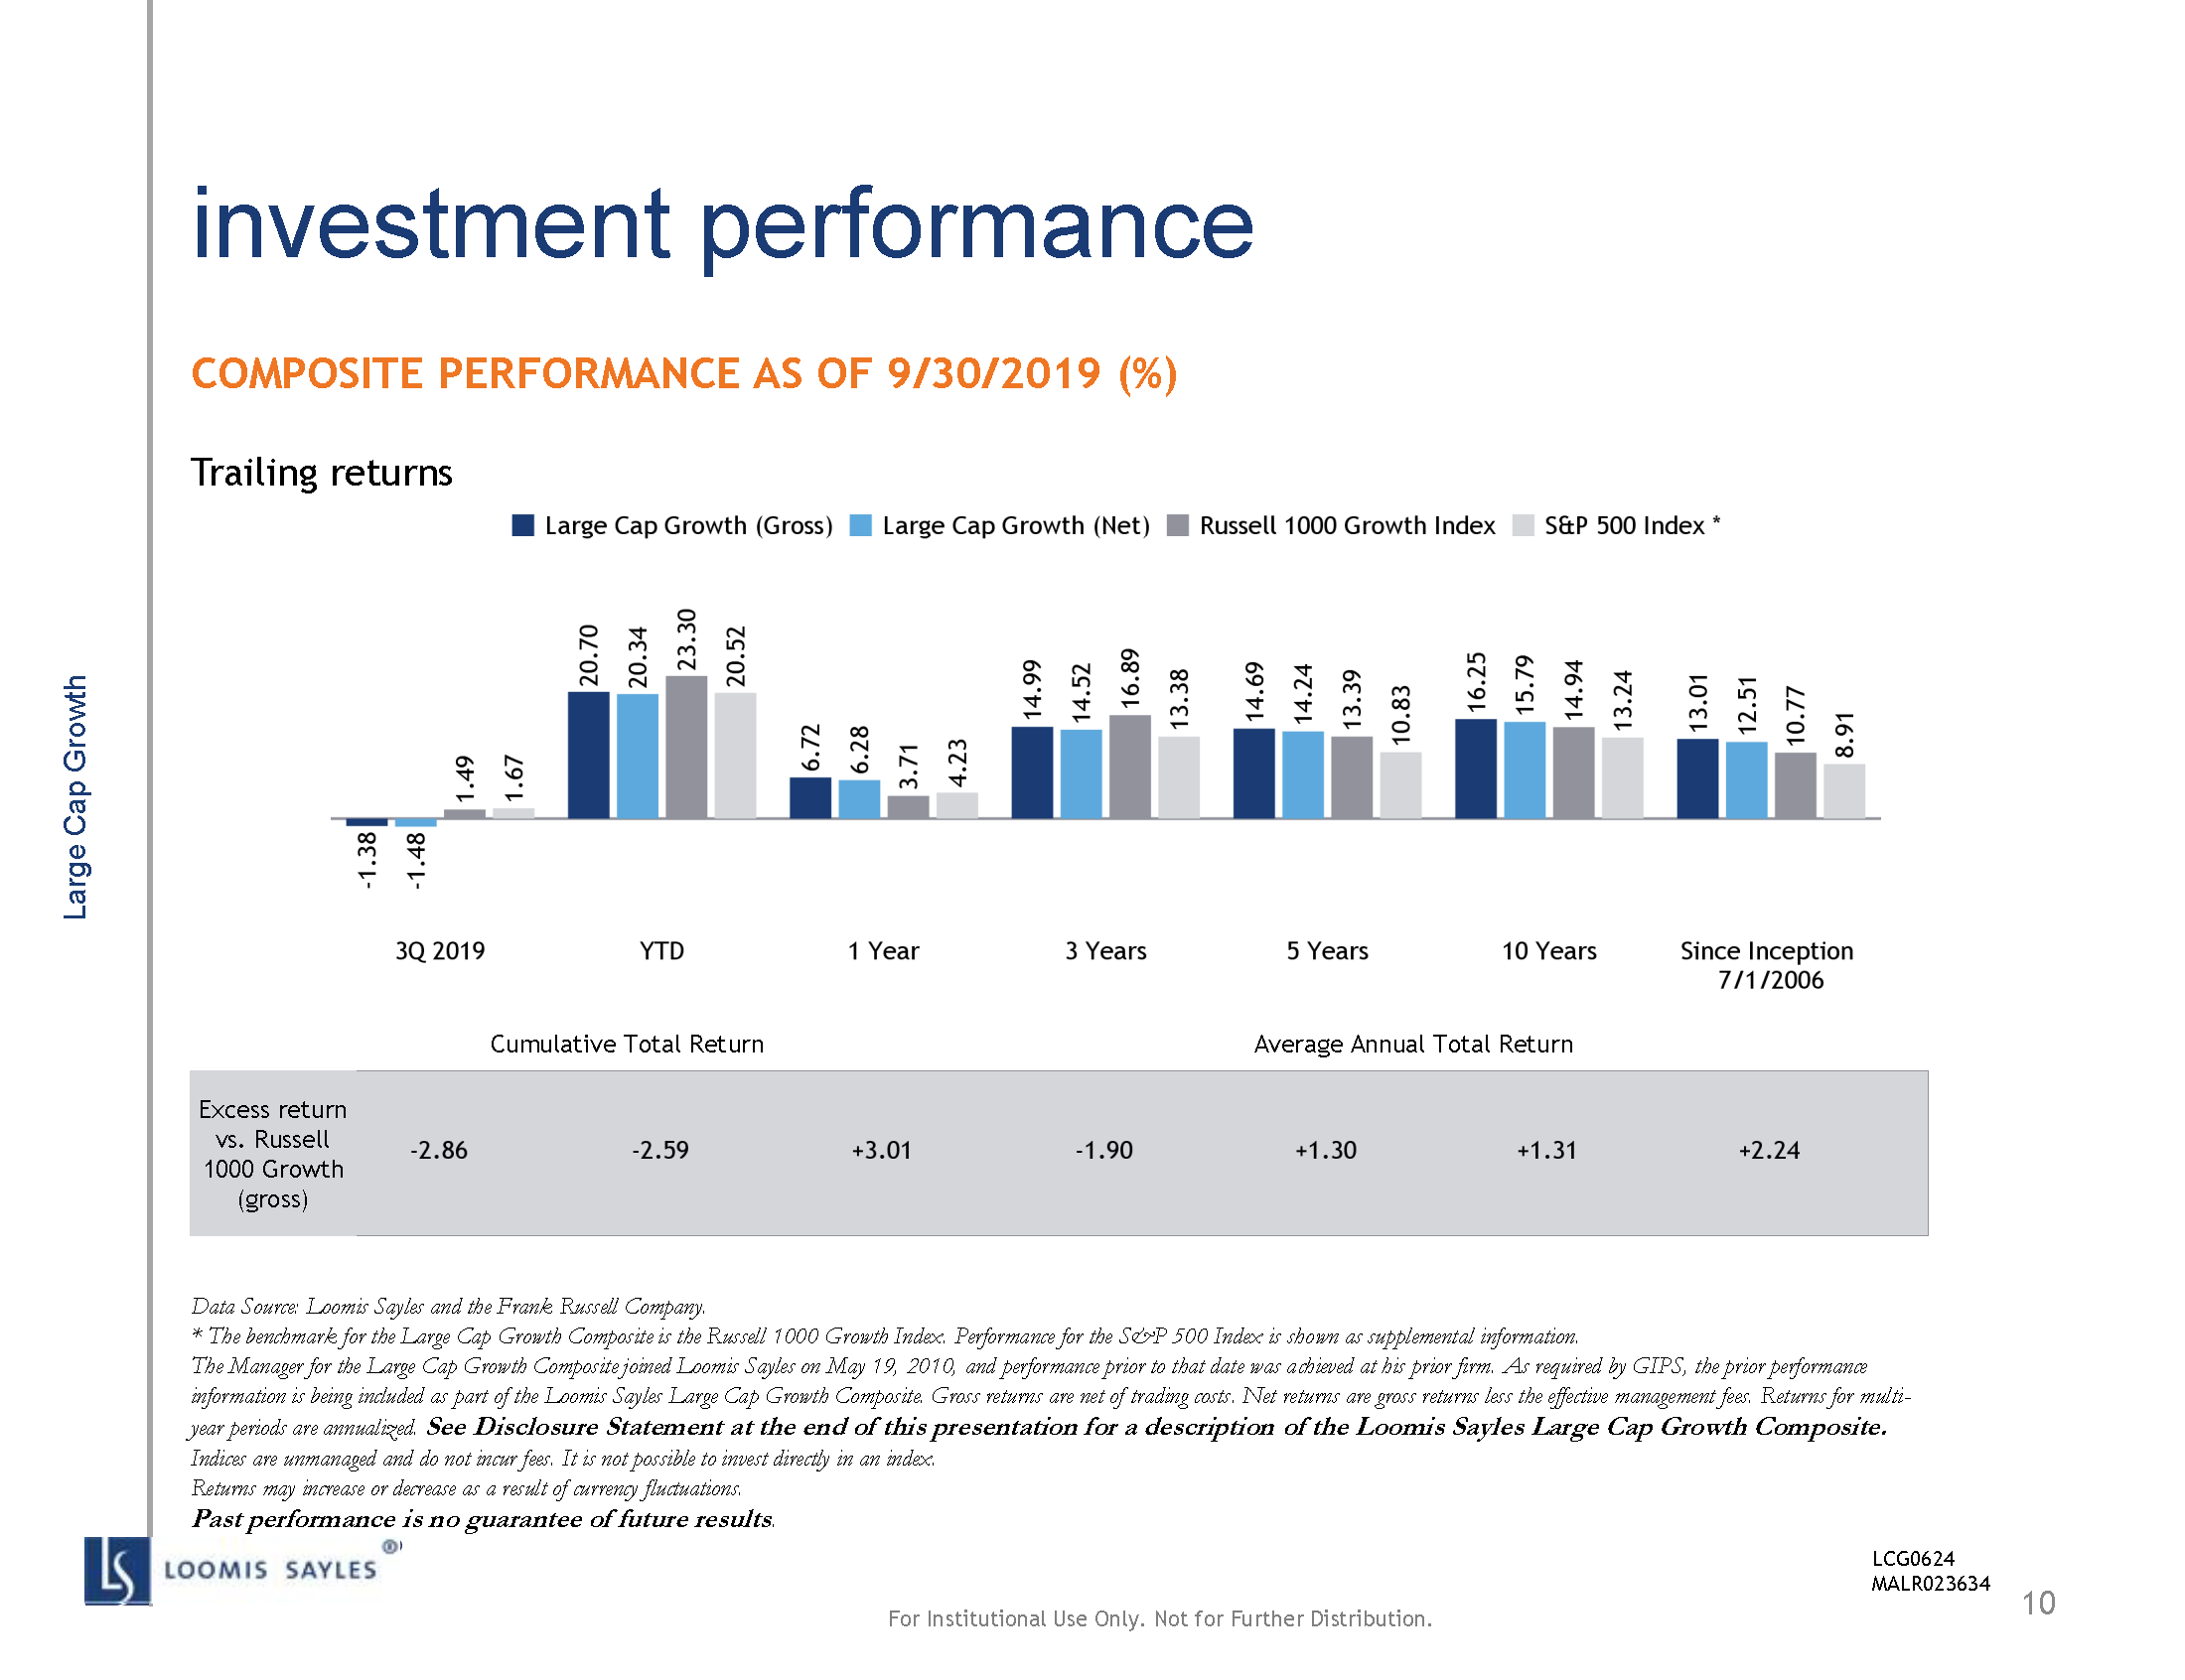 investment performance
COMPOSITE PERFORMANCE AS OF 9/30/2019 (%)
Trailing returns
Large Cap Growth (Gross) Large Cap Growth (Net) Russell 1000 Growth Index S&P 500 Index *
Large Cap Growth
-1.38 -1.48 1.49 1.67
20.70 20.34 23.30 20.52
6.72 6.28 3.71 4.23
14.99 14.52 16.89 13.38
14.69 14.24 13.39 10.83
16.25 15.79 14.94 13.24
13.01 12.51 10.77 8.91
3Q 2019 YTD 1 Year 3 Years 5 Years 10 Years Since Inception
7/1/2006
Cumulative Total Return Average Annual Total Return
Excess return
vs. Russell
1000 Growth
(gross)
-2.86 -2.59 +3.01 -1.90 +1.30 +1.31 +2.24
Data Source: Loomis Sayles and the Frank Russell Company.
* The benchmark for the Large Cap Growth Composite is the Russell 1000 Growth Index. Performance for the S&P 500 Index is shown as supplemental information.
The Manager for the Large Cap Growth Composite joined Loomis Sayles on May 19, 2010, and performance prior to that date was achieved at his prior firm. As required by GIPS, the prior performance
information is being included as part of the Loomis Sayles Large Cap Growth Composite. Gross returns are net of trading costs. Net returns are gross returns less the effective management fees. Returns for multi-
year periods are annualized. See Disclosure Statement at the end of this presentation for a description of the Loomis Sayles Large Cap Growth Composite.
Indices are unmanaged and do not incur fees. It is not possible to invest directly in an index.
Returns may increase or decrease as a result of currency fluctuations.
Past performance is no guarantee of future results.
LS LOOMIS SAYLES ®
LCG0624
MALR023634
10
For Institutional Use Only. Not for Further Distribution.